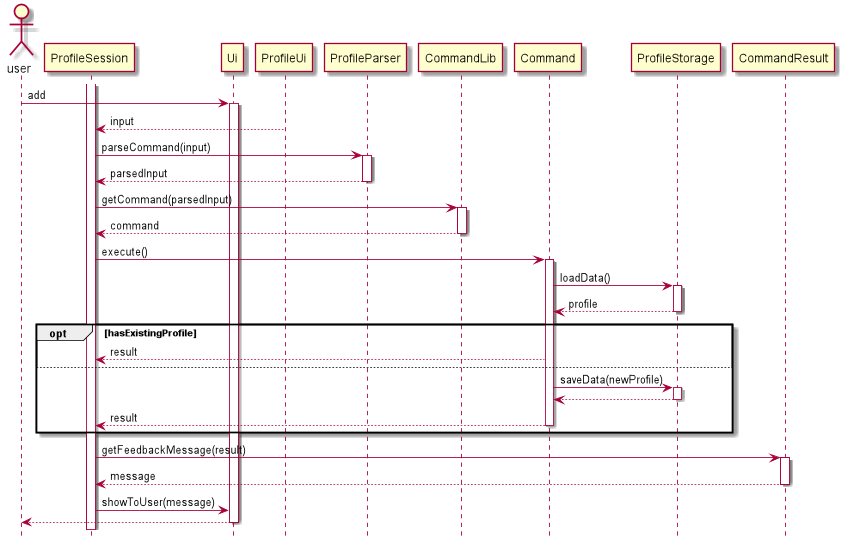 user
ProfileSession
Ui
ProfileUi
ProfileParser
CommandLib
Command
ProfileStorage
CommandResult
add
input
parseCommand(input)
parsedInput
getCommand(parsedInput)
command
execute()
loadData()
profile
opt [hasExistingProfile]
result
saveData(newProfile)
result
getFeedbackMessage(result)
message
showToUser(message)